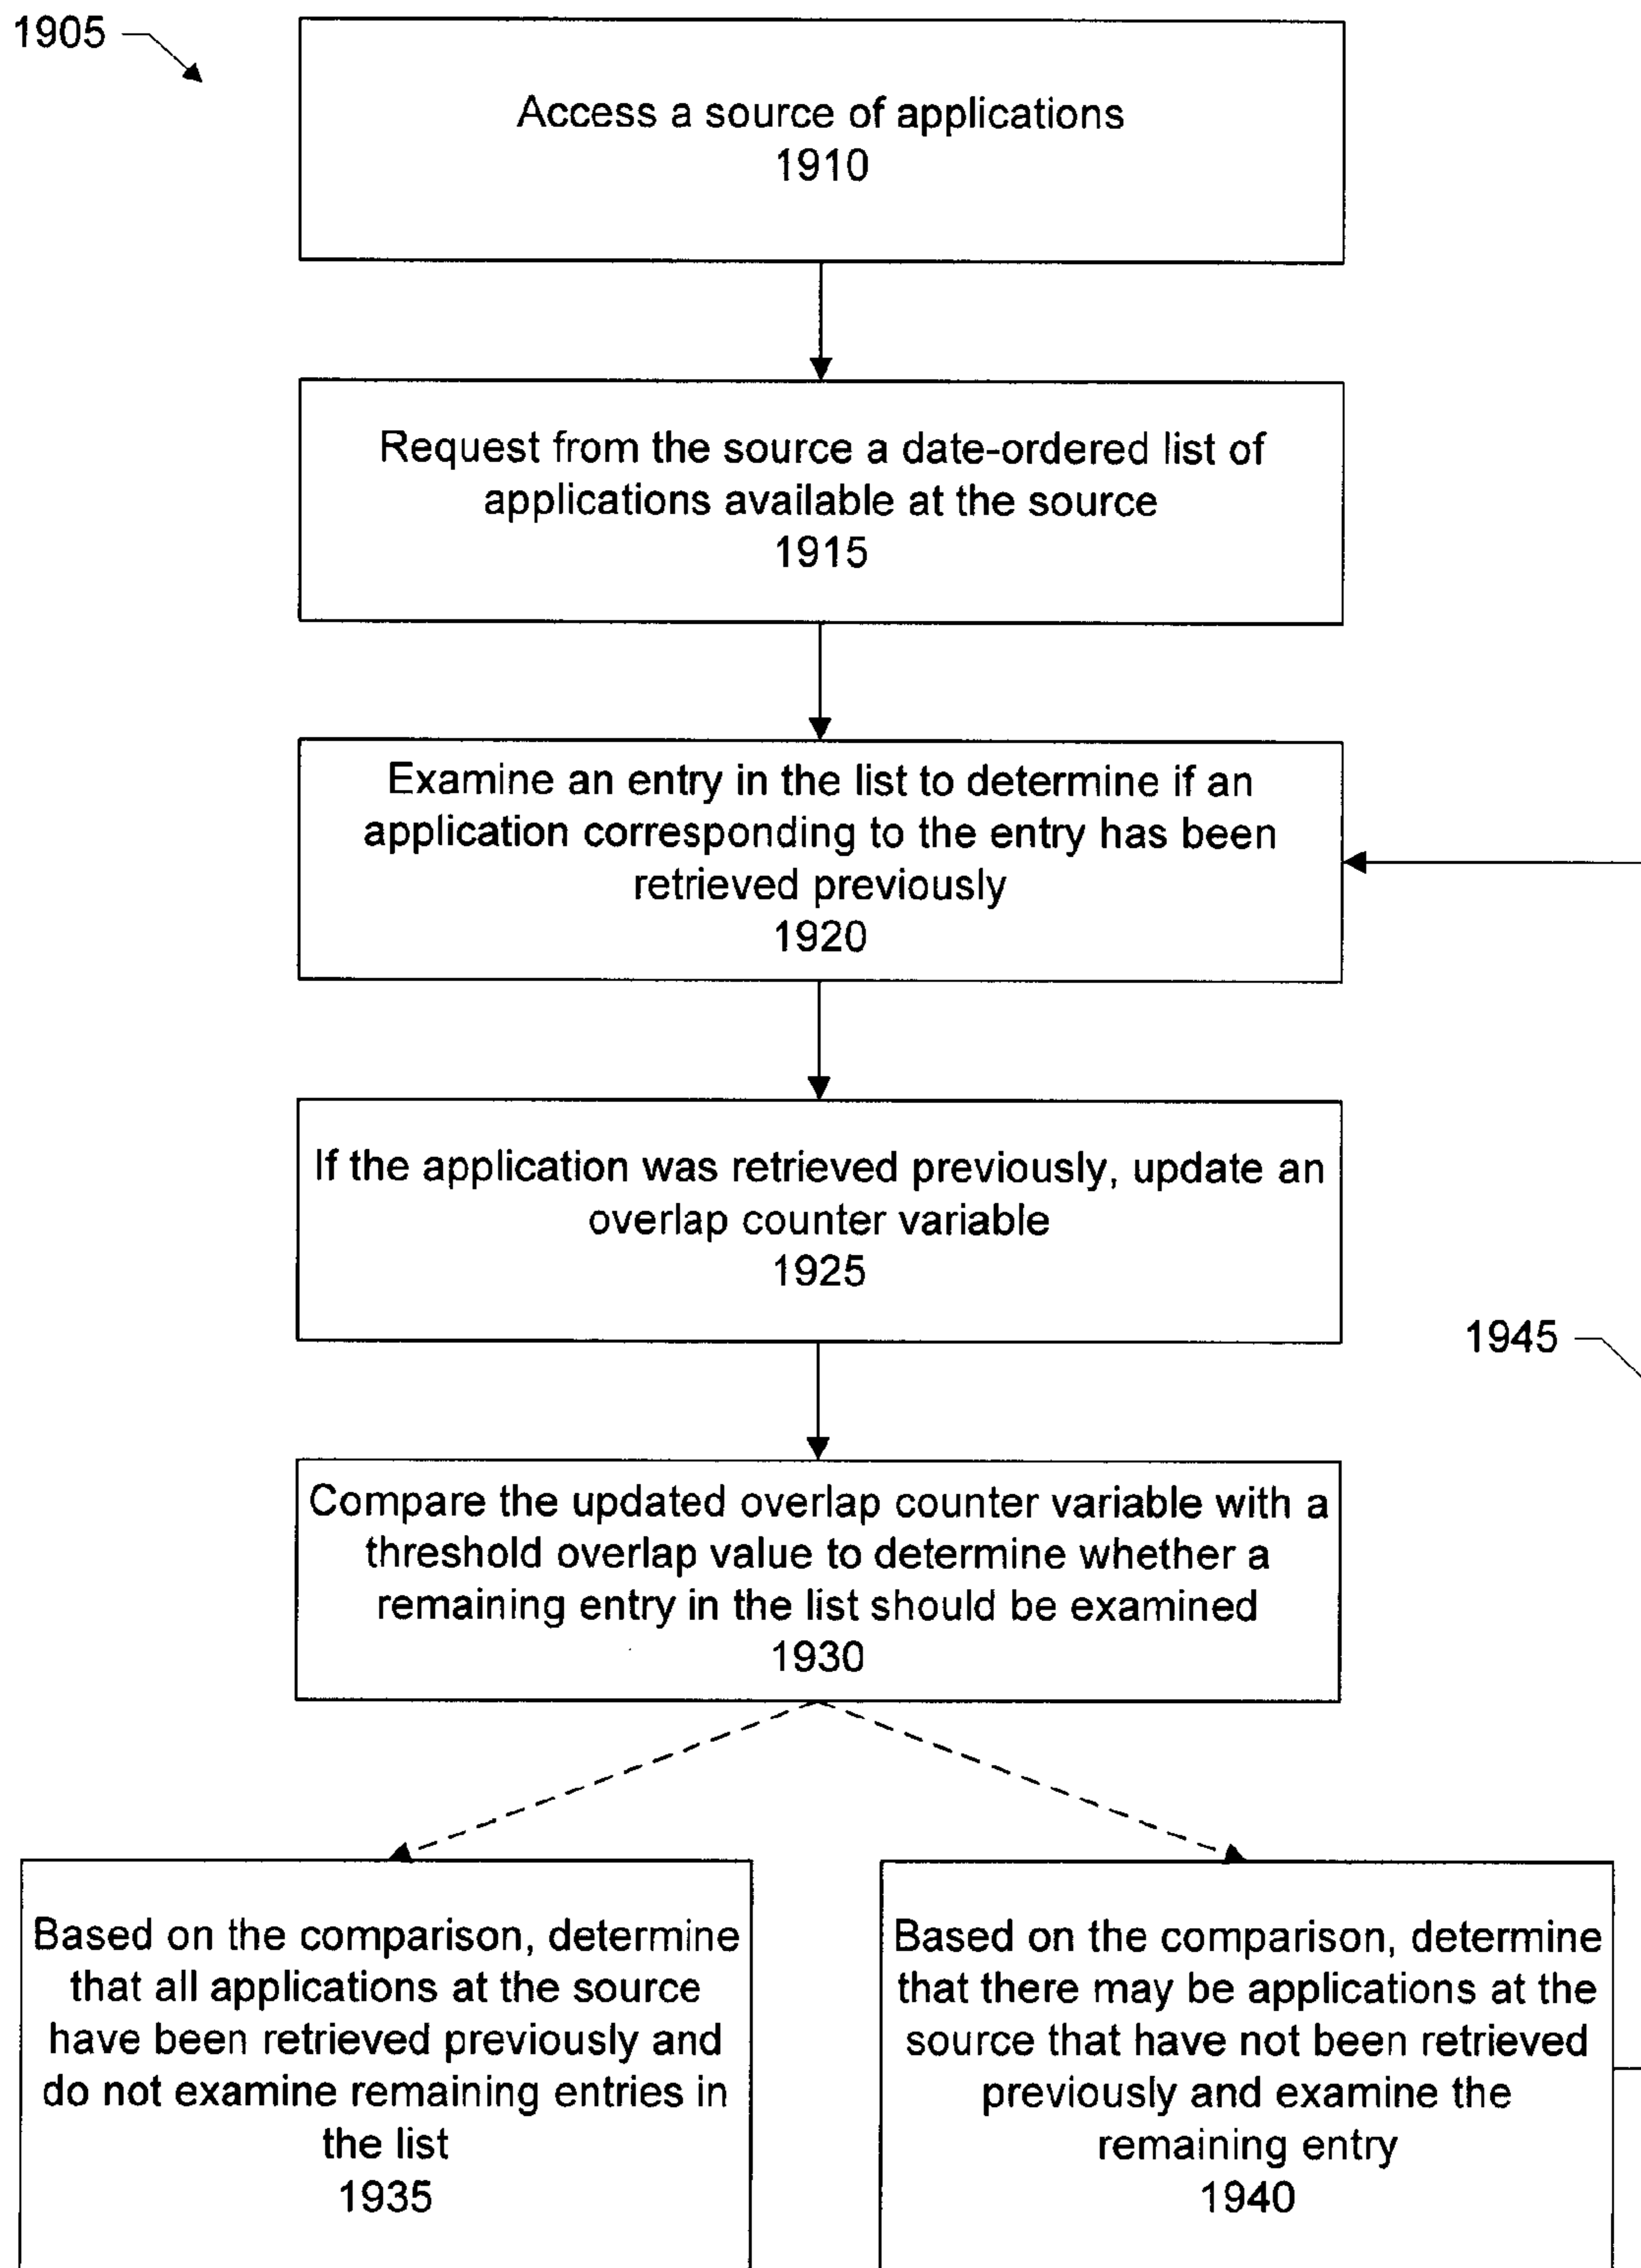 1905
Access a source of applications
1910
Request from the source a date-ordered list of
applications available at the source
1915
Examine an entry in the list to determine if an
application corresponding to the entry has been
retrieved previously
1920
If the application was retrieved previously, update an
overlap counter variable
1925
1945
Compare the updated overlap counter variable with a
threshold overlap value to determine whether a
remaining entry in the list should be examined
1930
Based on the comparison, determine
that all applications at the source
have been retrieved previously and
do not examine remaining entries in
the list
1935
Based on the comparison, determine
that there may be applications at the
source that have not been retrieved
previously and examine the
remaining entry
1940